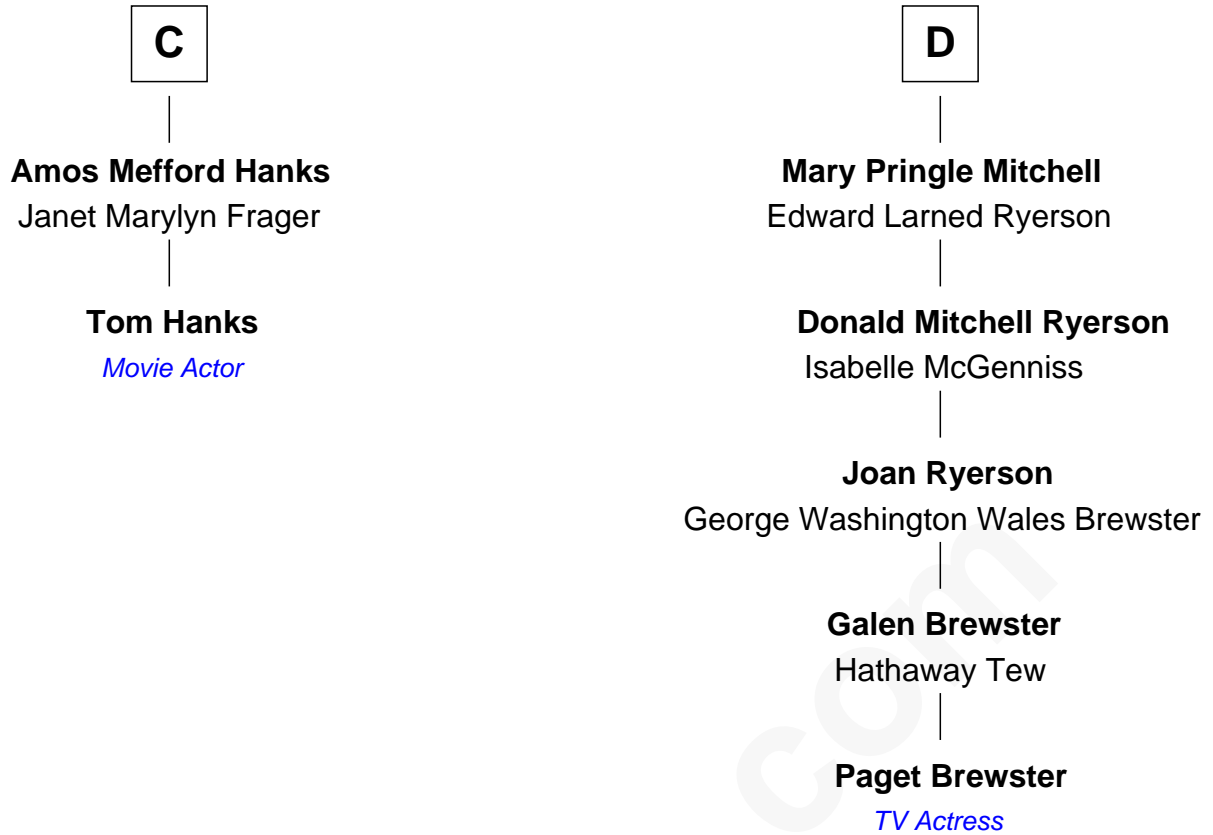 C
Amos Mefford Hanks
Janet Marylyn Frager
Tom Hanks
Movie Actor
D
Mary Pringle Mitchell
Edward Larned Ryerson
Donald Mitchell Ryerson
Isabelle McGenniss
Joan Ryerson
George Washington Wales Brewster
Galen Brewster
Hathaway Tew
Paget Brewster
TV Actress
com